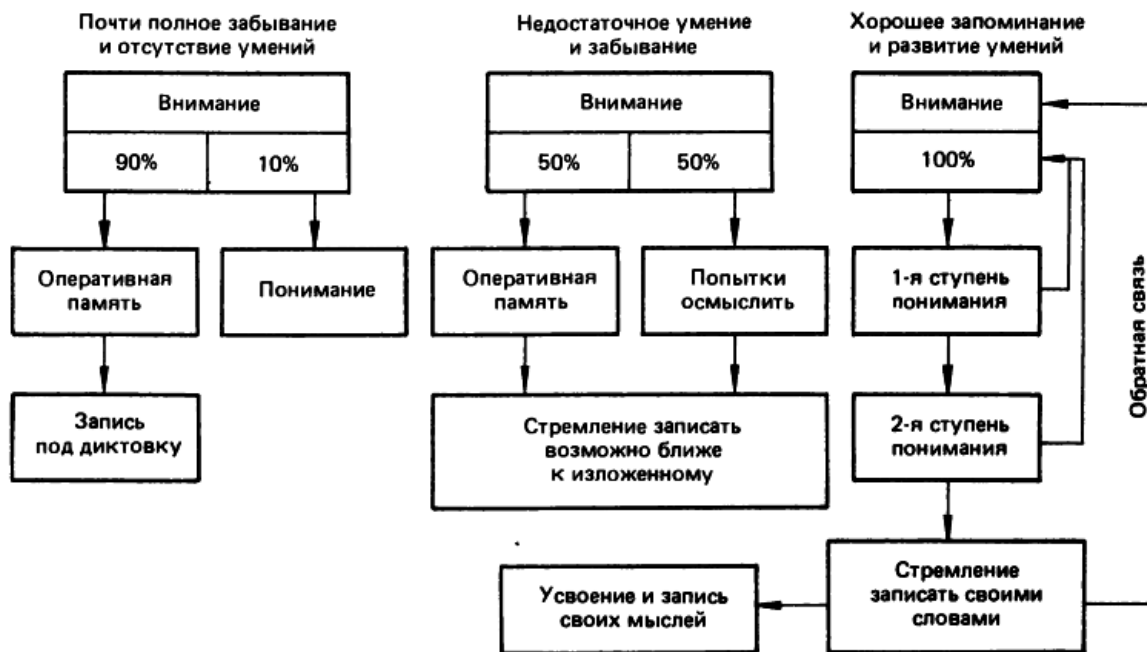 Почти полное забывание
и отсутствие умений
Недостаточное умение
и забывание
Хорошее запоминание
и развитие умений
Внимание
90%
10%
Внимание
50%
50%
Внимание
100%
Оперативная
память
Понимание
Оперативная
память
Попытки
осмыслить
1-я ступень
понимания
Обратная связь
Запись
под диктовку
Стремление записать
возможно ближе
к изложенному
2-я ступень
понимания
Усвоение и запись
своих мыслей
Стремление
записать своими
словами